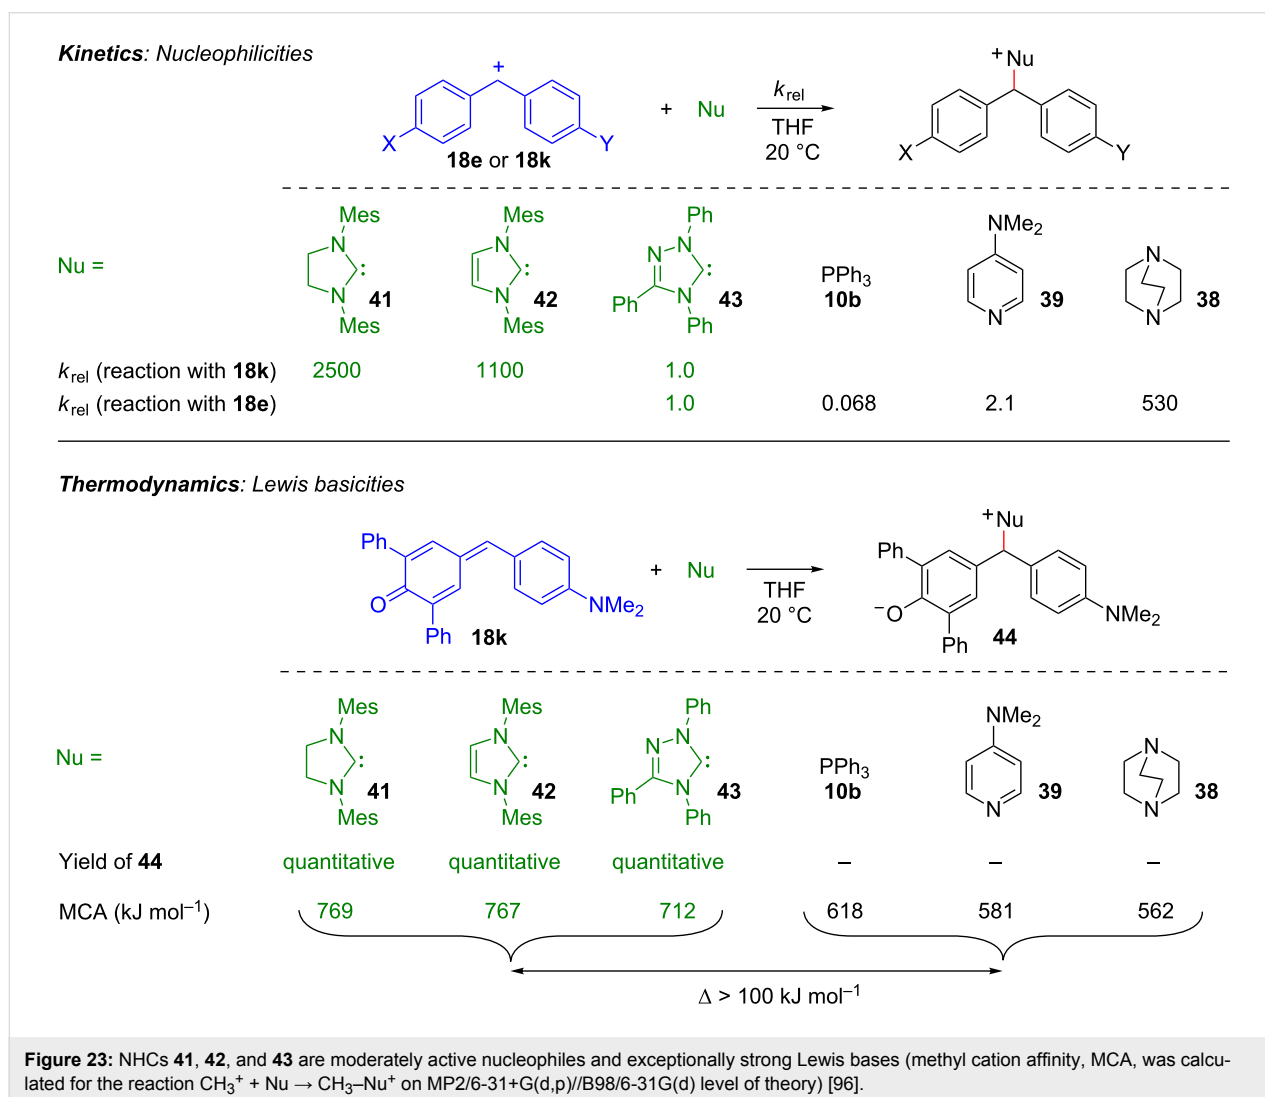 Kinetics: Nucleophilicities
+
X
Y
18e or 18k
+ Nu
k rel
THF
20 °C
+Nu
X
Y
Nu =
Mes
N
N
:
Mes
41
Mes
N
N
:
Mes
42
Ph
N
N
:
Ph
N
Ph
43
PPh3
10b
NMe2
N
39
N
N
38
krel (reaction with 18k) 2500 1100 1.0
krel (reaction with 18e) 1.0 0.068 2.1 530
Thermodynamics: Lewis basicities
Ph
O
Ph
NMe2
18k
+ Nu
THF
20 °C
+Nu
Ph
−O
Ph
NMe2
44
Nu =
Mes
N
N
:
Mes
41
Mes
N
N
:
Mes
42
Ph
N
N
:
Ph
N
Ph
43
PPh3
10b
NMe2
N
39
N
N
38
Yield of 44 quantitative quantitative quantitative – – –
MCA (kJ mol–1) 769 767 712 618 581 562
Δ > 100 kJ mol–1
Figure 23: NHCs 41, 42, and 43 are moderately active nucleophiles and exceptionally strong Lewis bases (methyl cation affinity, MCA, was calcu-
lated for the reaction CH3+ + Nu → CH3–Nu+ on MP2/6-31+G(d,p)//B98/6-31G(d) level of theory) [96].